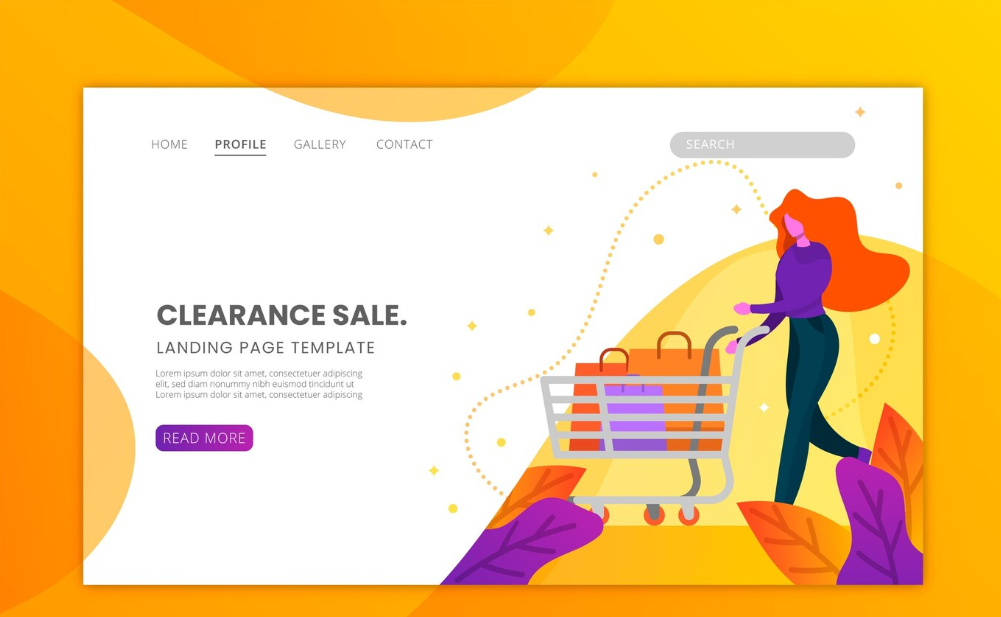 HOME PROFILE GALLERY CONTACT SEARCH
CLEARANCE SALE.
LANDING PAGE TEMPLATE
Lorem ipsum dolor sit amet, consectetuer adipiscing
elit, sed diam nonummy nibh euismod tincidunt ut
Lorem ipsum dolor sit amet, consectetuer adipiscing
READ MORE